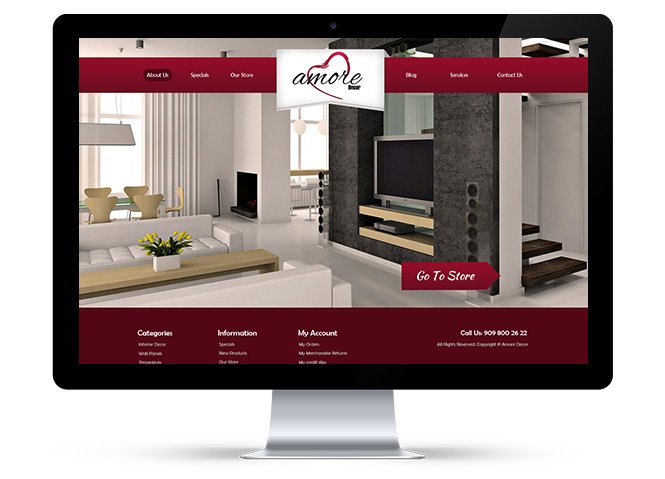 About Us
Specials
Our Store
amore
Decor
Blog
Services
Contact Us
Go To Store
Categories
Interior Decor
Wall Panels
Showroom
Information
Specials
New Products
Our Store
My Account
My Orders
My Merchandise Returns
My credit slips
Call Us: 909 800 26 22
All Rights Reserved. Copyright @ Amore Decor